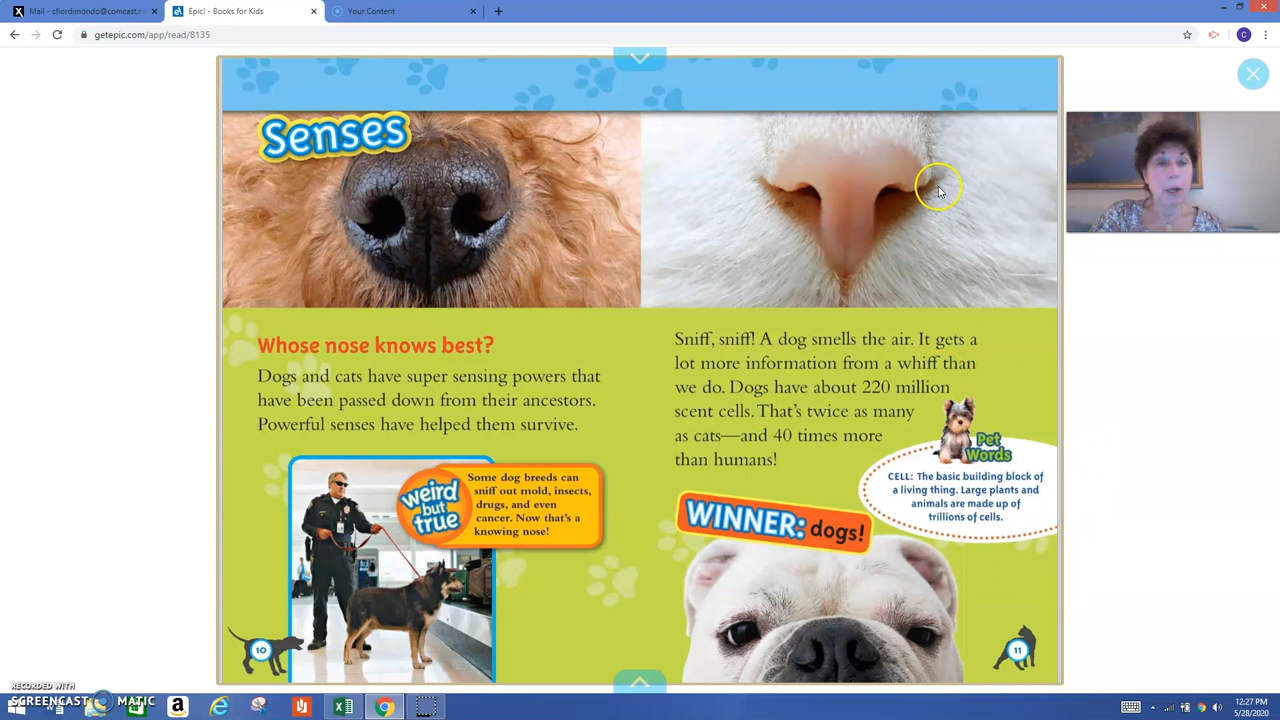 Mail - cfiordimondo@comcast.n
Epic! - Books for Kids
Your Content
getepic.com/app/read/8135
C
Senses
Whose nose knows best?
Dogs and cats have super sensing powers that
have been passed down from their ancestors.
Powerful senses have helped them survive.
weird
but
true
Some dog breeds can
sniff out mold, insects,
drugs, and even
cancer. Now that's a
knowing nose!
10
Sniff, sniff! A dog smells the air. It gets a
lot more information from a whiff than
we do. Dogs have about 220 million
scent cells. That's twice as many
as cats—and 40 times more
than humans!
Pet
Words
CELL: The basic building block of
a living thing. Large plants and
animals are made up of
trillions of cells.
WINNER: dogs!
11
RECORDED WITH
SCREENCAST MATIC
12:27 PM
5/28/2020